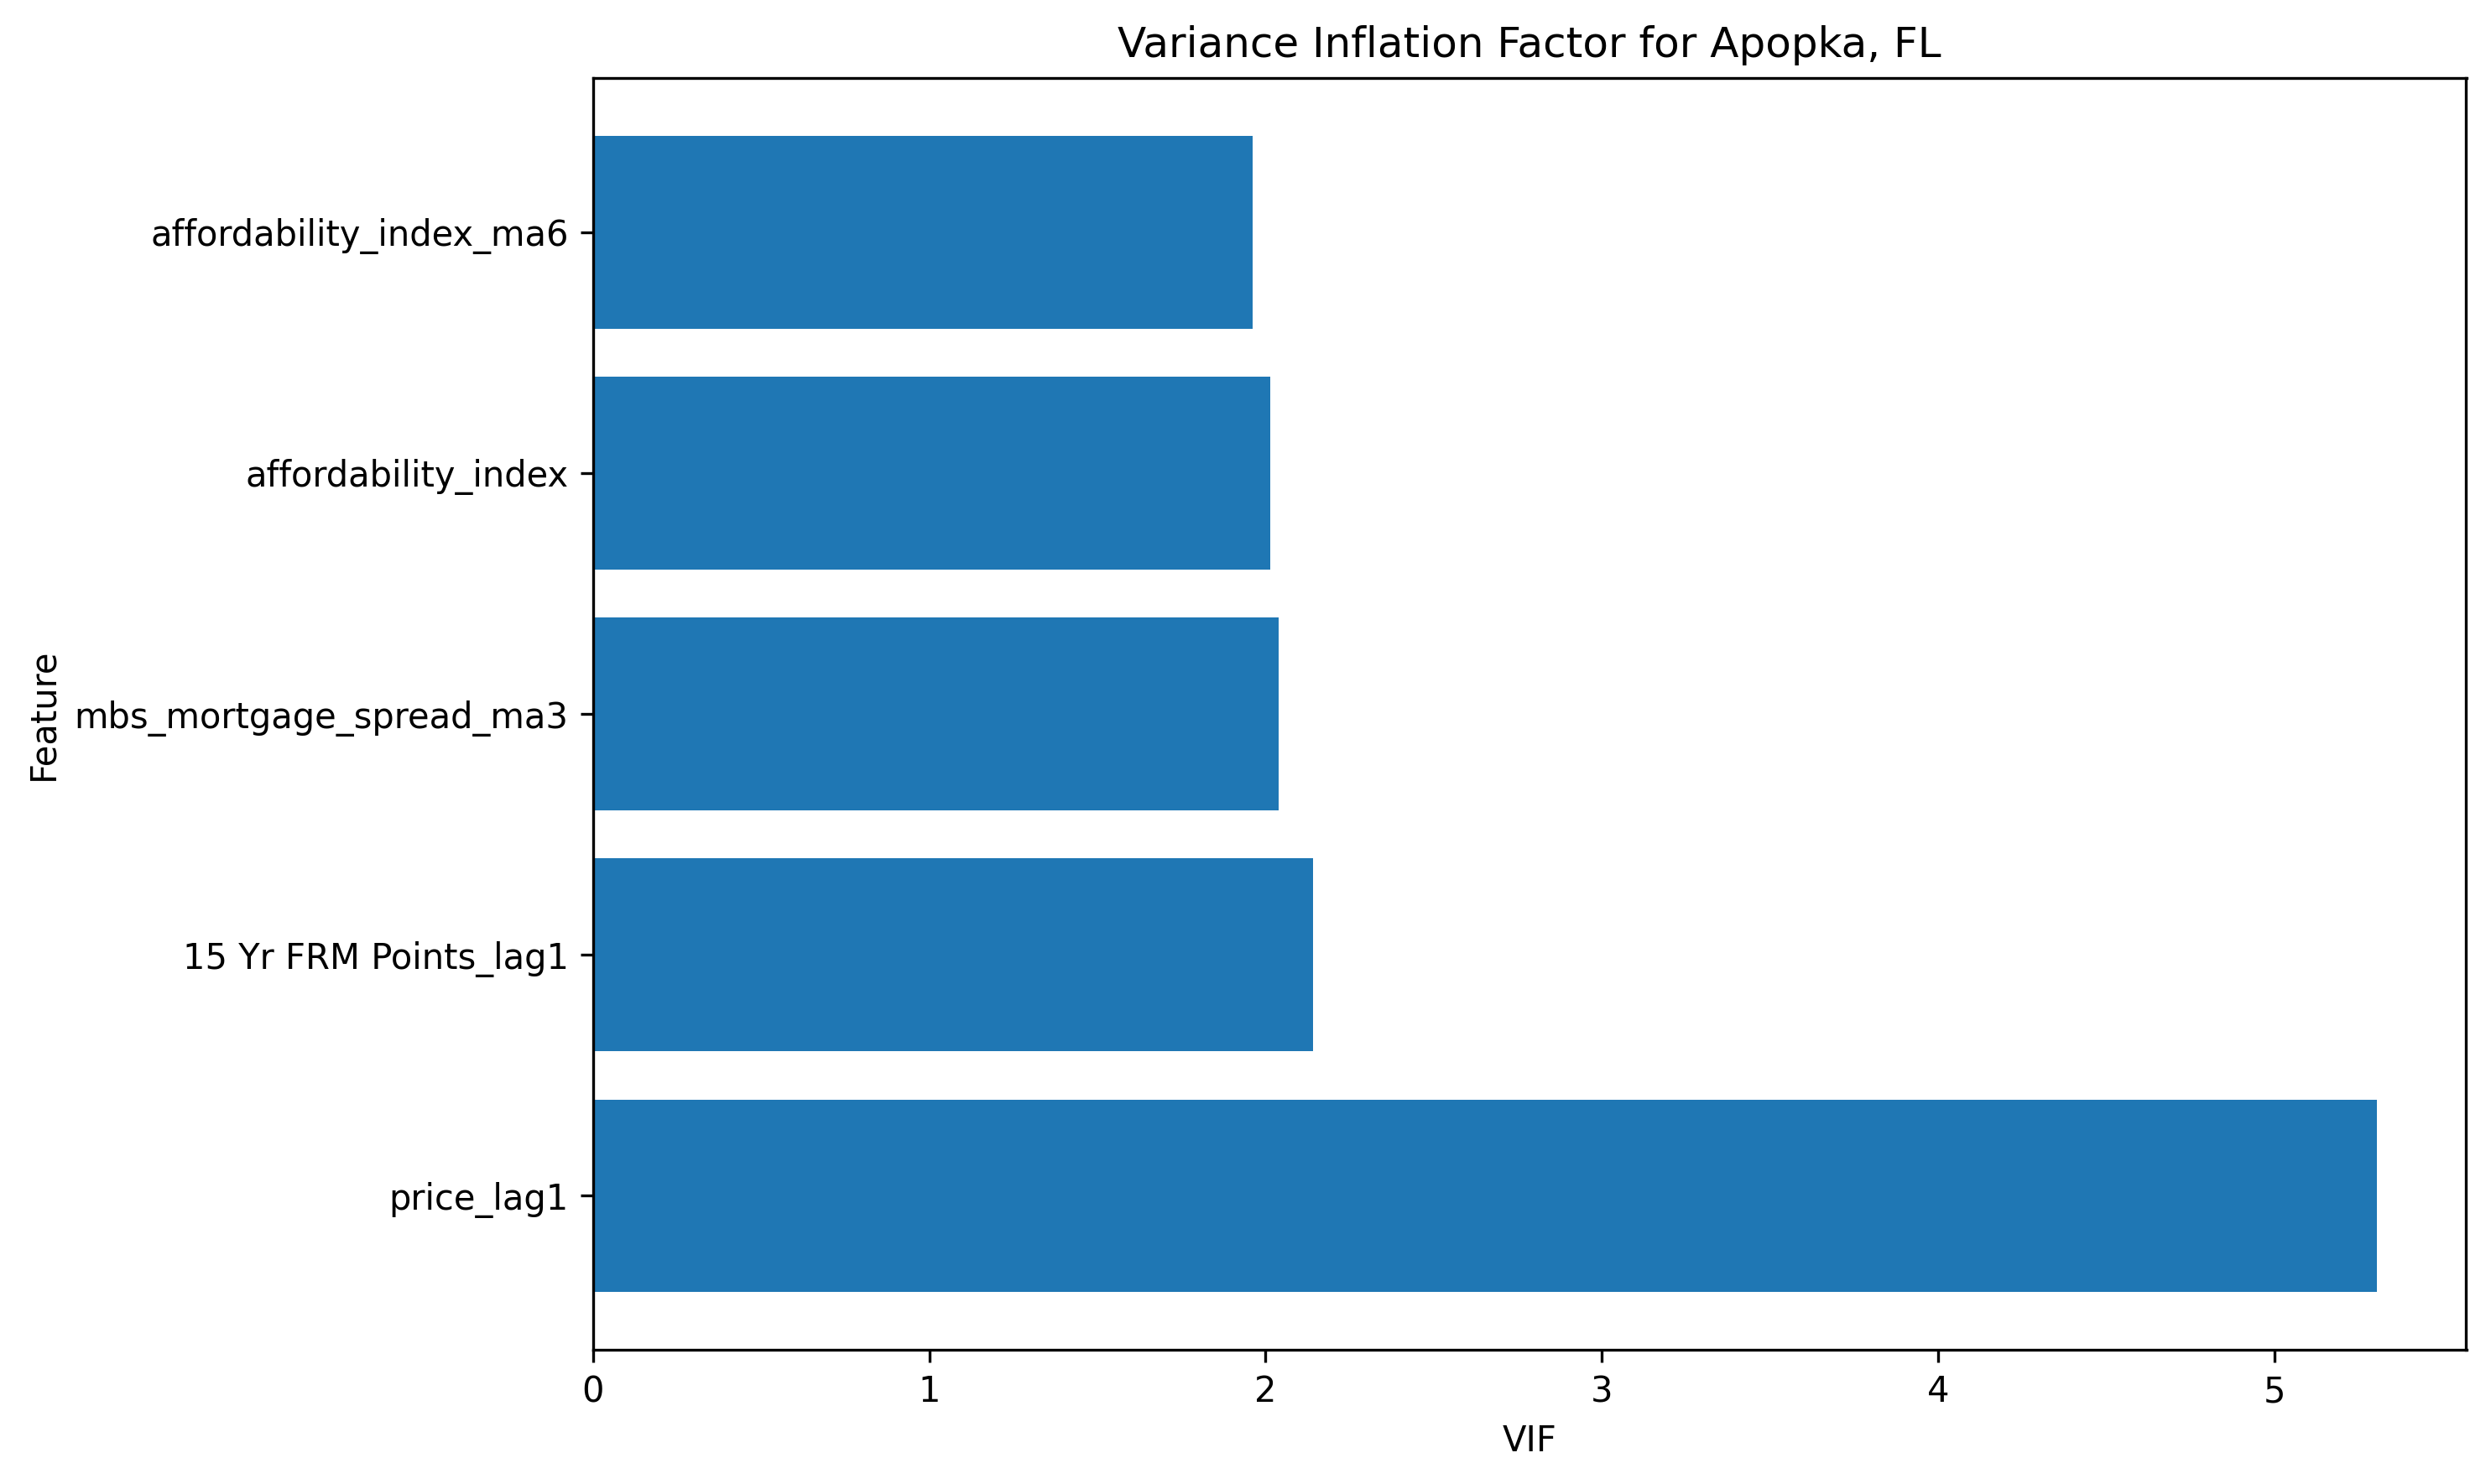 Variance Inflation Factor for Apopka, FL
affordability_index_ma6
affordability_index
mbs_mortgage_spread_ma3
15 Yr FRM Points_lag1
price_lag1
Feature
0 1 2 3 4 5
VIF